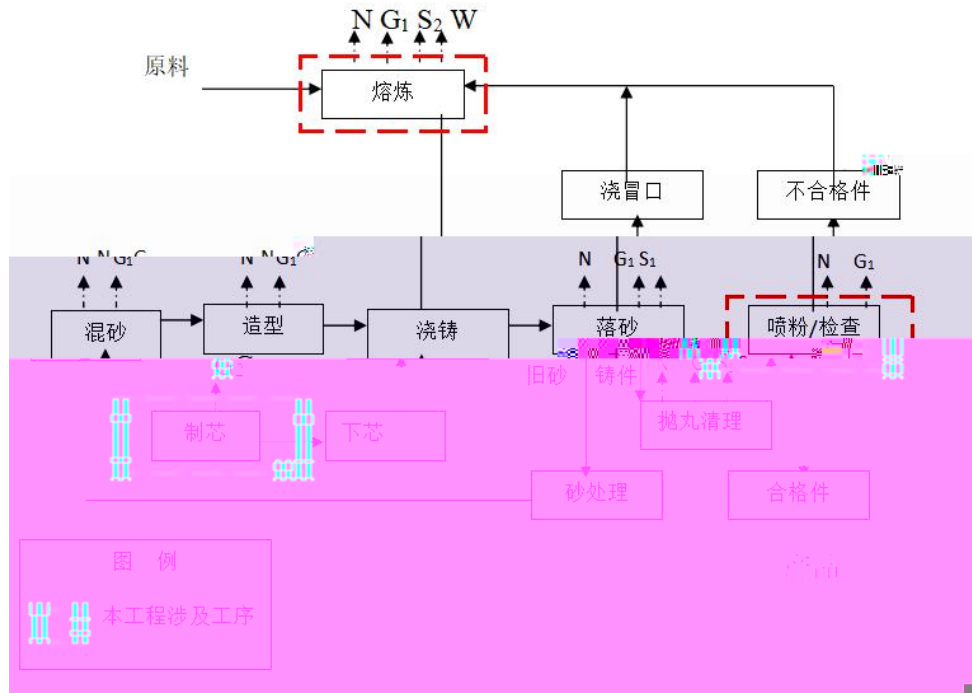 N G₁ S₂ W
原料
熔炼
浇冒口
不合格件
N
G₁
N
G₁
N
G₁ S₁
N
G₁
混砂
造型
浇铸
落砂
喷粉/检查
旧砂
铸件
制芯
下芯
抛丸清理
砂处理
合格件
图 例
本工程涉及工序